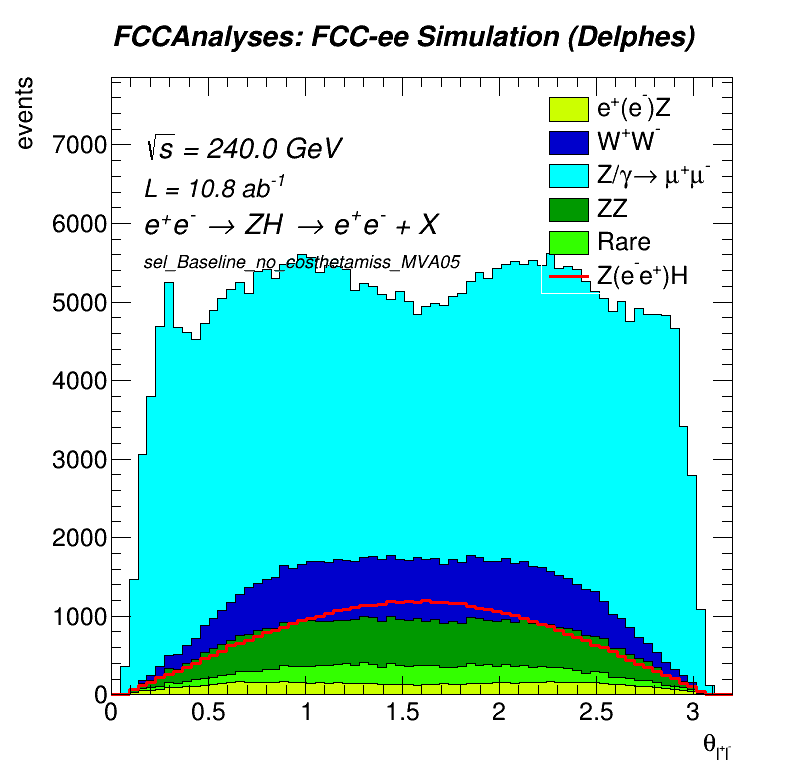 FCCAnalyses: FCC-ee Simulation (Delphes)
events
√s = 240.0 GeV
L = 10.8 ab⁻¹
e⁺e⁻ → ZH → e⁺e⁻ + X
sel_Baseline_no_costhetamiss_MVA05
e⁺(e⁻)Z
W⁺W⁻
Z/γ→ μ⁺μ⁻
ZZ
Rare
Z(e⁻e⁺)H
7000
6000
5000
4000
3000
2000
1000
0
0 0.5 1 1.5 2 2.5 3
θ_l⁺l⁻